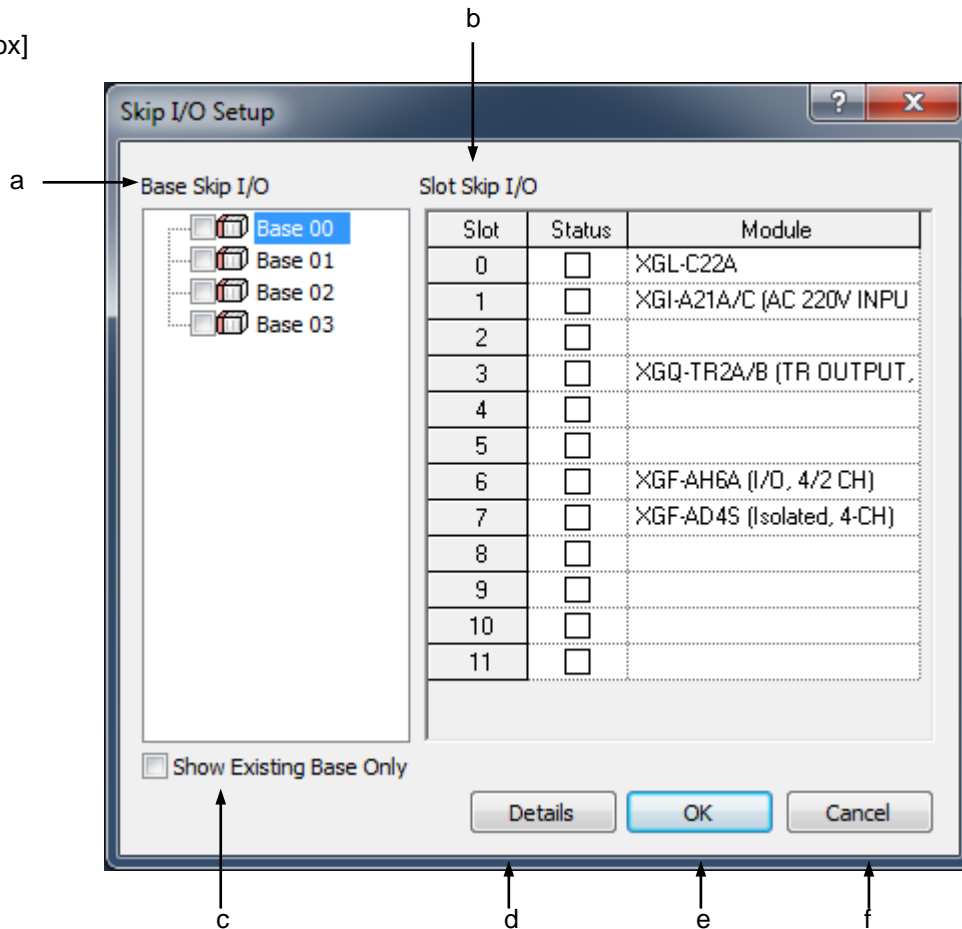 b
ox]
Skip I/O Setup
a
Base Skip I/O
Slot Skip I/O
Base 00
Base 01
Base 02
Base 03
Slot Status Module
0 XGL-C22A
1 XGI-A21A/C (AC 220V INPU
2
3 XGQ-TR2A/B (TR OUTPUT,
4
5
6 XGF-AH6A (I/O, 4/2 CH)
7 XGF-AD4S (Isolated, 4-CH)
8
9
10
11
Show Existing Base Only
Details OK Cancel
c d e f